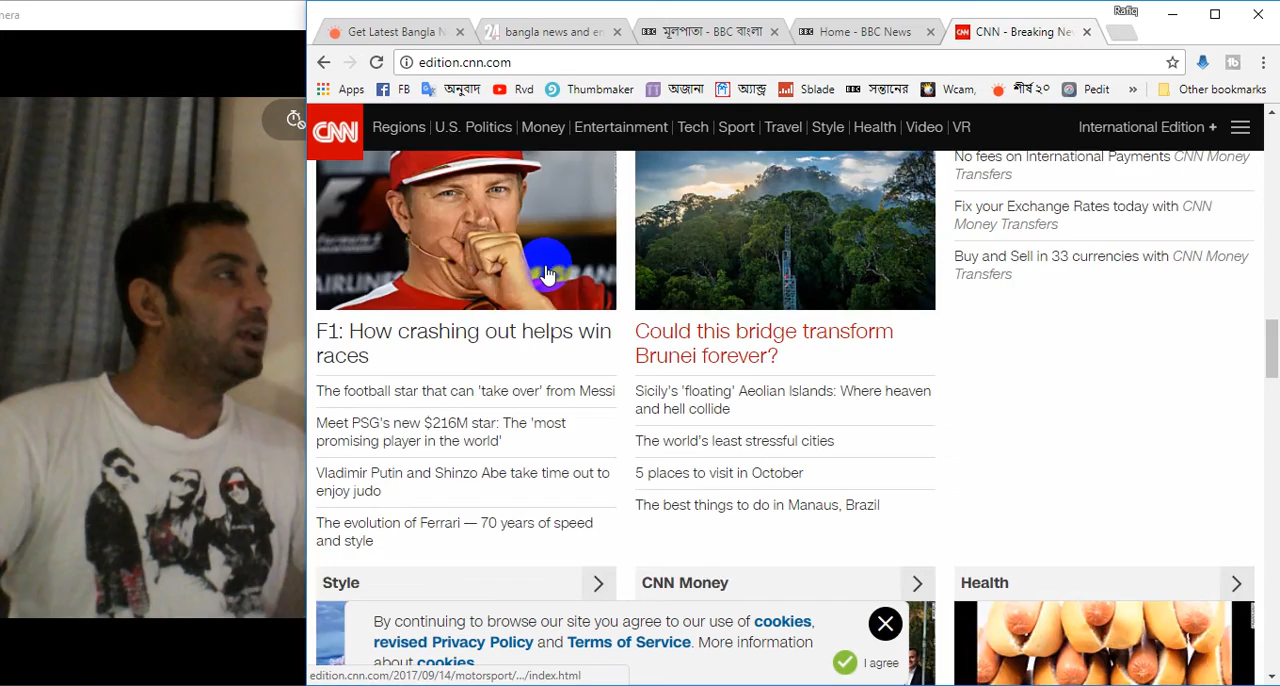 nera
Rafiq
Get Latest Bangla N
bangla news and en
BBC মূলপাতা - BBC বাংলা
BBC Home - BBC News
CNN CNN - Breaking Ne
edition.cnn.com
Apps
FB
অনুবাদ
Rvd
Thumbmaker
অজানা
অ্যান্ড্র
Sblade
সন্তানের
Wcam,
শীর্ষ ২০
Pedit
»
Other bookmarks
CNN
Regions
U.S. Politics
Money
Entertainment
Tech
Sport
Travel
Style
Health
Video
VR
International Edition +
No fees on International Payments CNN Money
Transfers
Fix your Exchange Rates today with CNN
Money Transfers
Buy and Sell in 33 currencies with CNN Money
Transfers
F1: How crashing out helps win
races
The football star that can 'take over' from Messi
Meet PSG's new $216M star: The 'most
promising player in the world'
Vladimir Putin and Shinzo Abe take time out to
enjoy judo
The evolution of Ferrari — 70 years of speed
and style
Could this bridge transform
Brunei forever?
Sicily's 'floating' Aeolian Islands: Where heaven
and hell collide
The world's least stressful cities
5 places to visit in October
The best things to do in Manaus, Brazil
Style
CNN Money
Health
By continuing to browse our site you agree to our use of cookies,
revised Privacy Policy and Terms of Service. More information
about cookies
I agree
edition.cnn.com/2017/09/14/motorsport/.../index.html